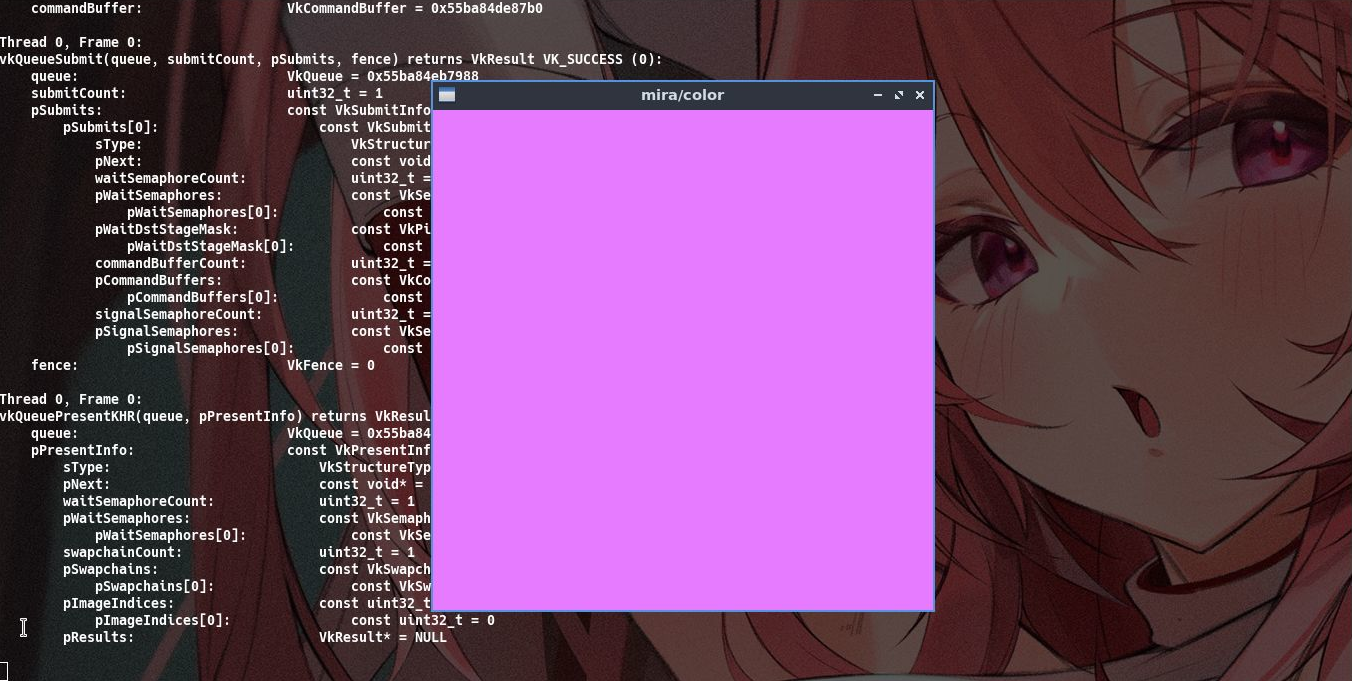 commandBuffer: VkCommandBuffer = 0x55ba84de87b0
Thread 0, Frame 0:
vkQueueSubmit(queue, submitCount, pSubmits, fence) returns VkResult VK_SUCCESS (0):
queue: VkQueue = 0x55ba84eb7988
submitCount: uint32_t = 1
pSubmits: const VkSubmitInfo
pSubmits[0]: const VkSubmit
sType: VkStructur
pNext: const void
waitSemaphoreCount: uint32_t =
pWaitSemaphores: const VkSe
pWaitSemaphores[0]: const
pWaitDstStageMask: const VkPi
pWaitDstStageMask[0]: const
commandBufferCount: uint32_t =
pCommandBuffers: const VkCo
pCommandBuffers[0]: const
signalSemaphoreCount: uint32_t =
pSignalSemaphores: const VkSe
pSignalSemaphores[0]: const
fence: VkFence = 0
Thread 0, Frame 0:
vkQueuePresentKHR(queue, pPresentInfo) returns VkResul
queue: VkQueue = 0x55ba84
pPresentInfo: const VkPresentInf
sType: VkStructureTyp
pNext: const void* =
waitSemaphoreCount: uint32_t = 1
pWaitSemaphores: const VkSemaph
pWaitSemaphores[0]: const VkSe
swapchainCount: uint32_t = 1
pSwapchains: const VkSwapch
pSwapchains[0]: const VkSw
pImageIndices: const uint32_t
pImageIndices[0]: const uint32_t = 0
pResults: VkResult* = NULL
mira/color